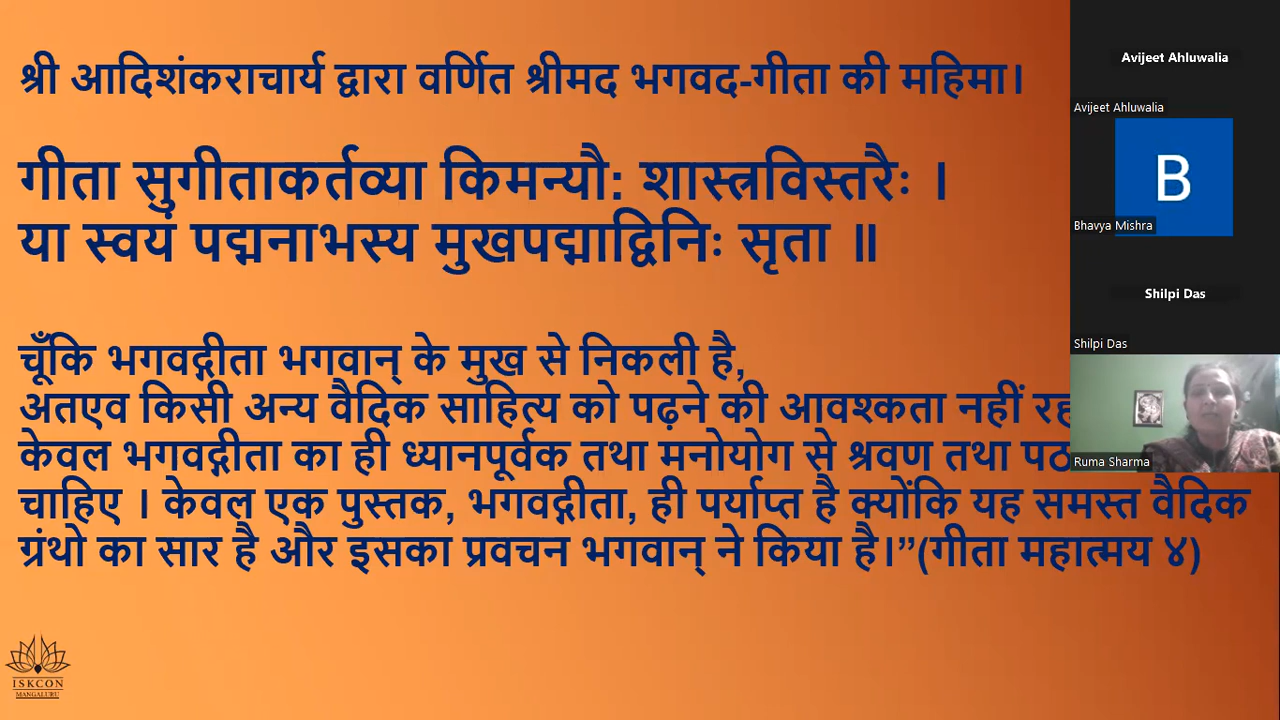 श्री आदिशंकराचार्य द्वारा वर्णित श्रीमद भगवद-गीता की महिमा।
गीता सुगीताकर्तव्या किमन्यौ: शास्त्रविस्तरैः ।
या स्वयं पद्मनाभस्य मुखपद्माद्विनिः सृता ॥
चूँकि भगवद्गीता भगवान् के मुख से निकली है,
अतएव किसी अन्य वैदिक साहित्य को पढ़ने की आवश्कता नहीं
केवल भगवद्गीता का ही ध्यानपूर्वक तथा मनोयोग से श्रवण तथा
चाहिए । केवल एक पुस्तक, भगवद्गीता, ही पर्याप्त है क्योंकि यह समस्त वैदिक
ग्रंथो का सार है और इसका प्रवचन भगवान् ने किया है।”(गीता महात्मय ४)
ISKCON
MANGALURU
Avijeet Ahluwalia
Avijeet Ahluwalia
B
Bhavya Mishra
Shilpi Das
Shilpi Das
Ruma Sharma